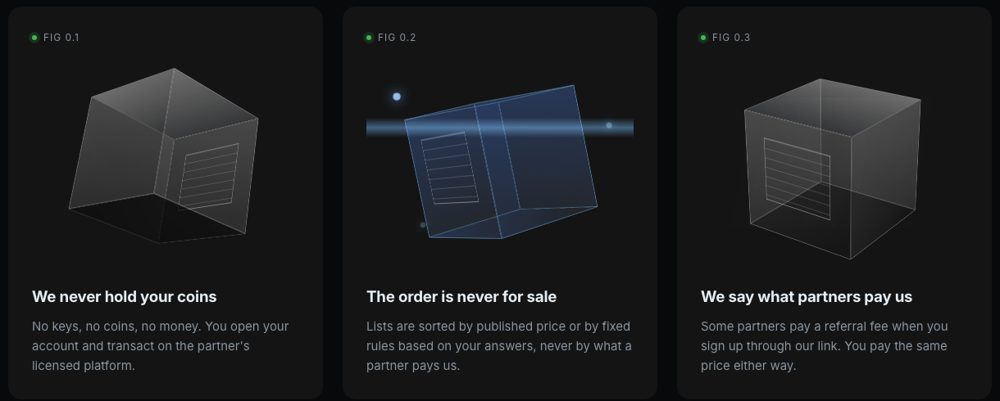 FIG 0.1
We never hold your coins
No keys, no coins, no money. You open your
account and transact on the partner's
licensed platform.
FIG 0.2
The order is never for sale
Lists are sorted by published price or by fixed
rules based on your answers, never by what a
partner pays us.
FIG 0.3
We say what partners pay us
Some partners pay a referral fee when you
sign up through our link. You pay the same
price either way.